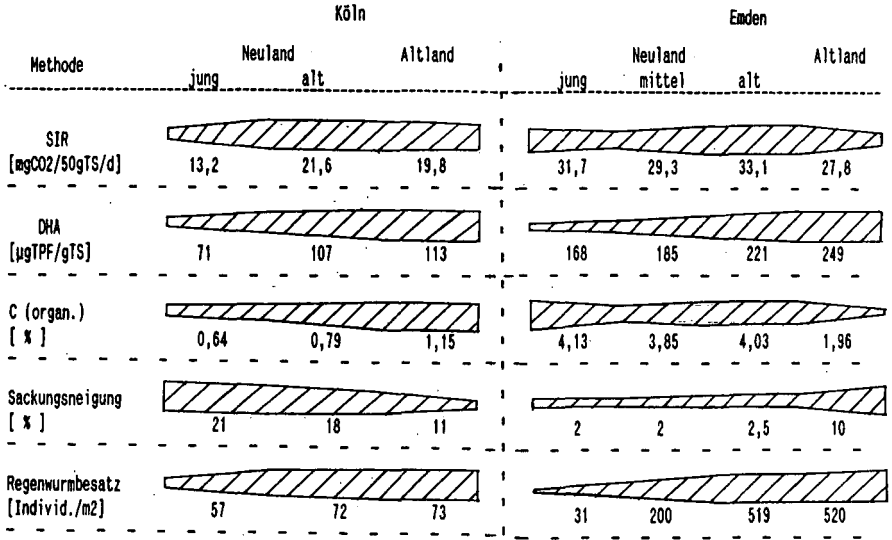 Köln Emden
Neuland Altland Neuland Altland
Methode jung alt jung mittel alt
SIR
[mgCO2/50gTS/d] 13,2 21,6 19,8 31,7 29,3 33,1 27,8
DHA
[µgTPF/gTS] 71 107 113 168 185 221 249
C (organ.)
[ % ] 0,64 0,79 1,15 4,13 3,85 4,03 1,96
Sackungsneigung
[ % ] 21 18 11 2 2 2,5 10
Regenwurmbesatz
[Individ./m2] 57 72 73 31 200 519 520